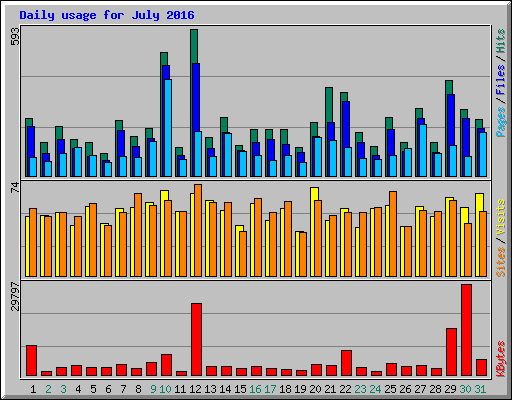 Daily usage for July 2016
593
Pages / Files / Hits
74
Sites / Visits
29797
KBytes
1 2 3 4 5 6 7 8 9 10 11 12 13 14 15 16 17 18 19 20 21 22 23 24 25 26 27 28 29 30 31